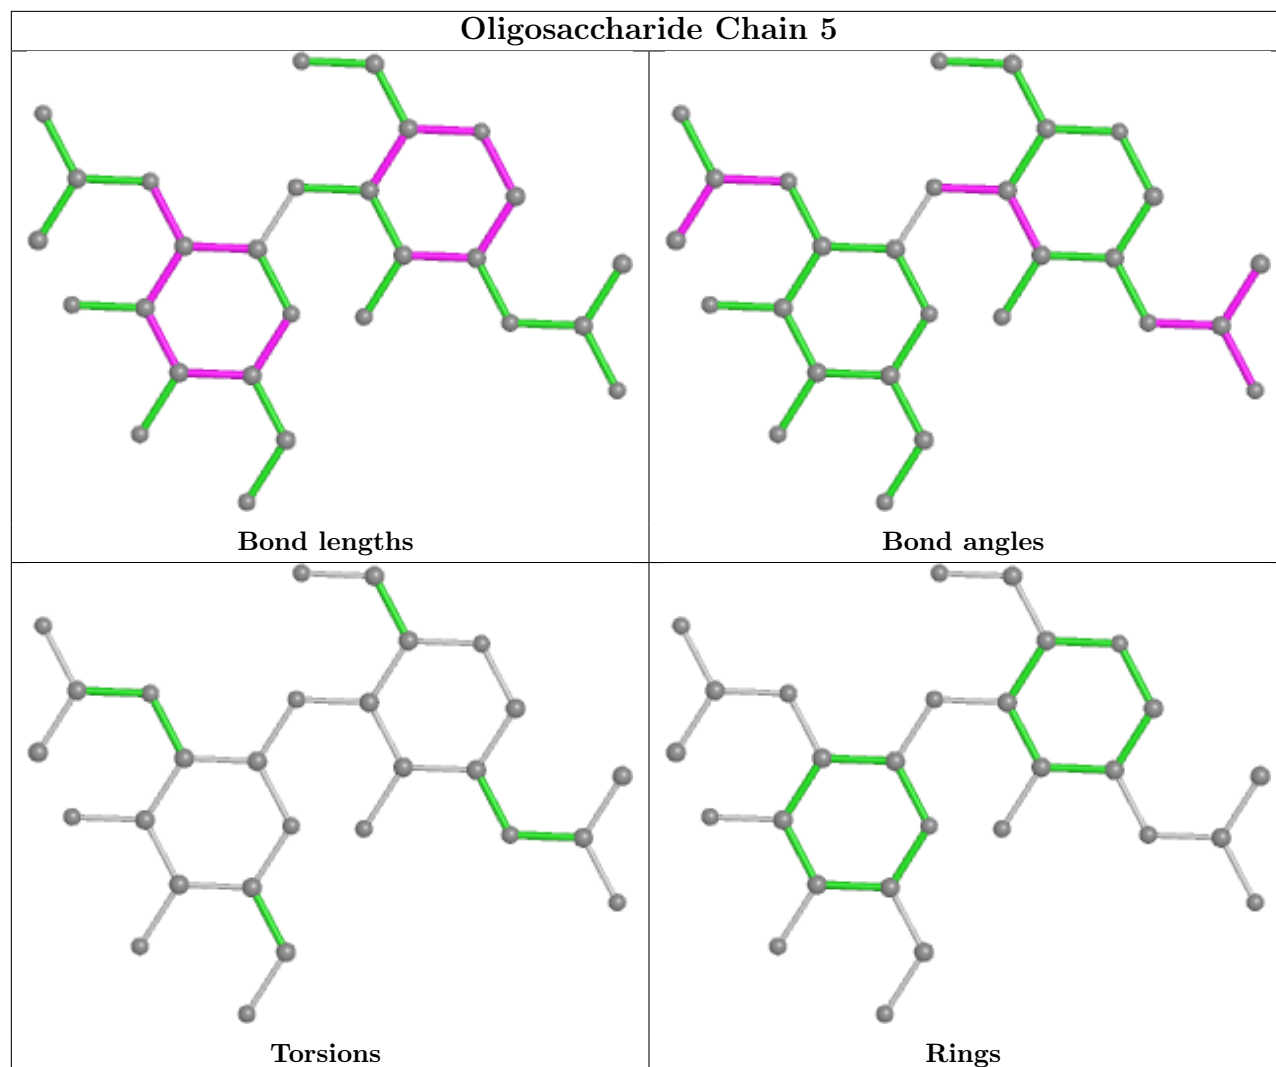 Oligosaccharide Chain 5
Bond lengths
Bond angles
Torsions
Rings